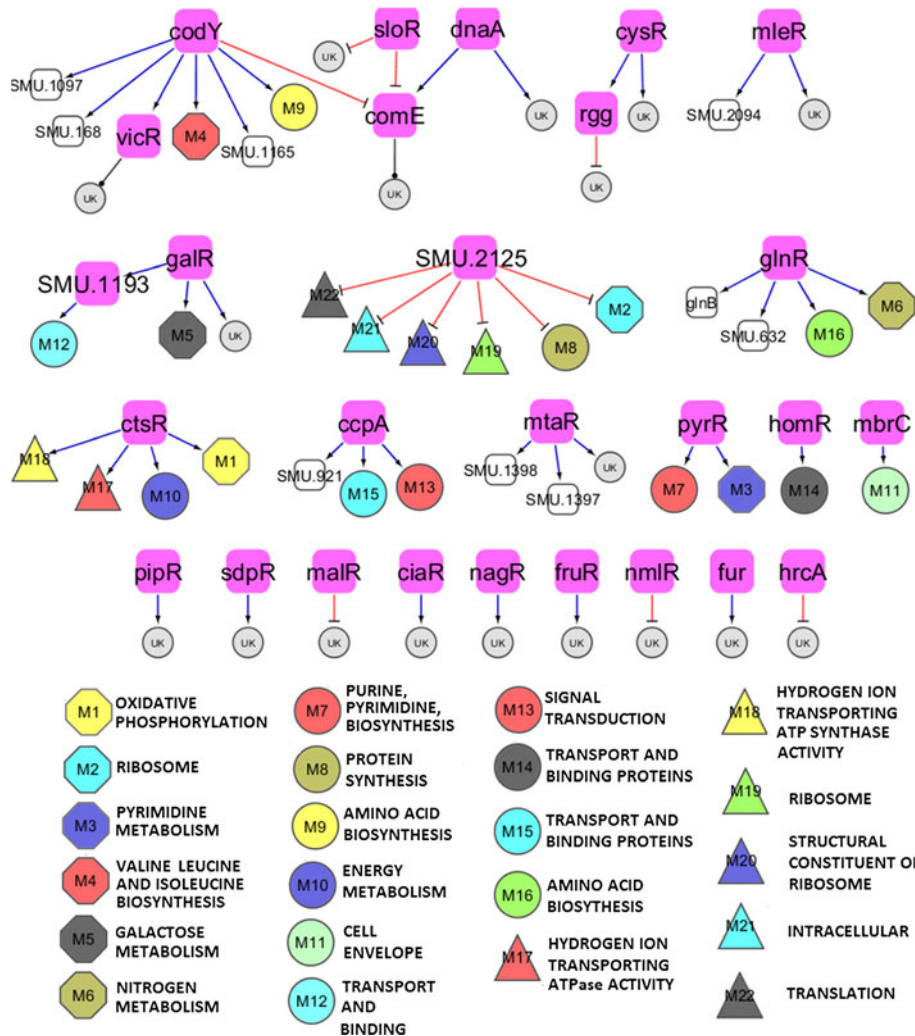 codY sloR dnaA cysR mleR
UK
SMU.1097
M9
SMU.168 vicR M4 SMU.1165 comE UK rgg UK SMU.2094 UK
UK UK UK
SMU.1193 galR SMU.2125 glnR
M22 M21 M20 M19 M8 M2
glnB SMU.632 M16 M6
M12 M5 UK
ctsR ccpA mtaR pyrR homR mbrC
M18 M17 M10 M1
SMU.921 M15 M13
SMU.1398 SMU.1397 UK
M7 M3 M14 M11
pipR sdpR malR ciaR nagR fruR nmlR fur hrcA
UK UK UK UK UK UK UK UK UK
M1 OXIDATIVE
PHOSPHORYLATION
M2 RIBOSOME
M3 PYRIMIDINE
METABOLISM
M4 VALINE LEUCINE
AND ISOLEUCINE
BIOSYNTHESIS
M5 GALACTOSE
METABOLISM
M6 NITROGEN
METABOLISM
M7 PURINE,
PYRIMIDINE,
BIOSYNTHESIS
M8 PROTEIN
SYNTHESIS
M9 AMINO ACID
BIOSYNTHESIS
M10 ENERGY
METABOLISM
M11 CELL
ENVELOPE
M12 TRANSPORT
AND
BINDING
M13 SIGNAL
TRANSDUCTION
M14 TRANSPORT AND
BINDING PROTEINS
M15 TRANSPORT AND
BINDING PROTEINS
M16 AMINO ACID
BIOSYTHESIS
M17 HYDROGEN ION
TRANSPORTING
ATPase ACTIVITY
M18 HYDROGEN ION
TRANSPORTING
ATP SYNTHASE
ACTIVITY
M19 RIBOSOME
M20 STRUCTURAL
CONSTITUENT O
RIBOSOME
M21 INTRACELLULAR
M22 TRANSLATION